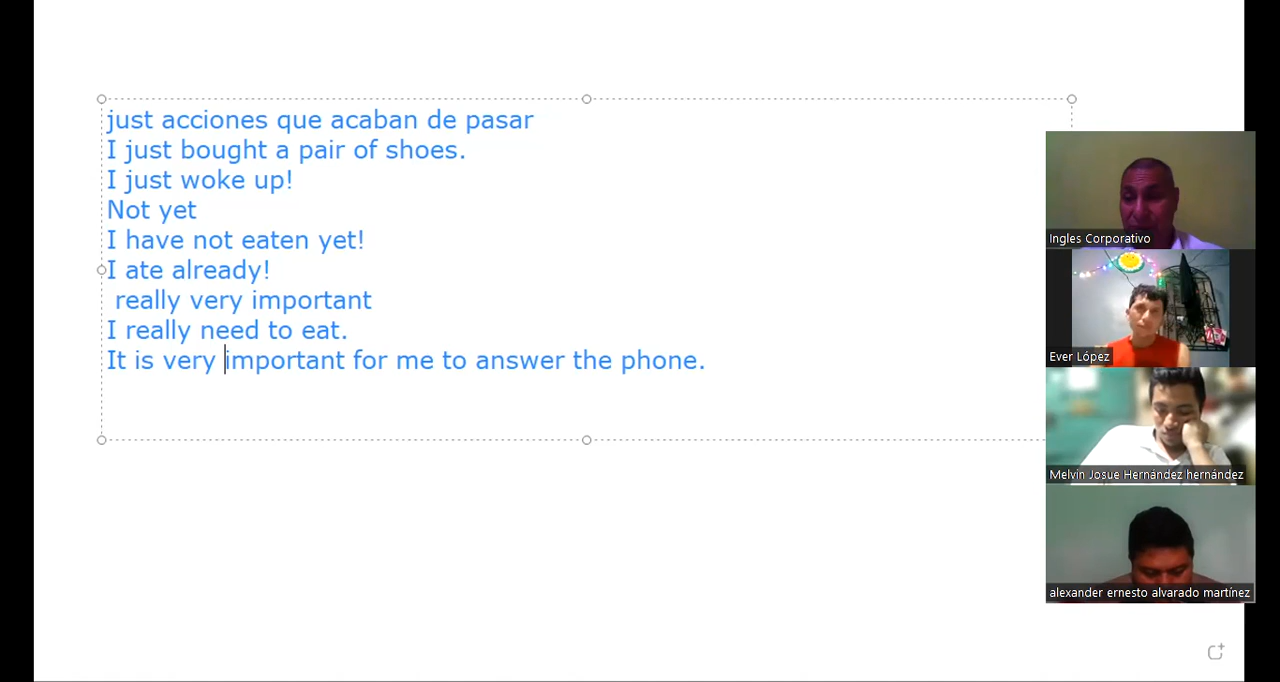 just acciones que acaban de pasar
I just bought a pair of shoes.
I just woke up!
Not yet
I have not eaten yet!
I ate already!
really very important
I really need to eat.
It is very important for me to answer the phone.
Ingles Corporativo
Ever López
Melvin Josue Hernández hernández
alexander ernesto alvarado martínez